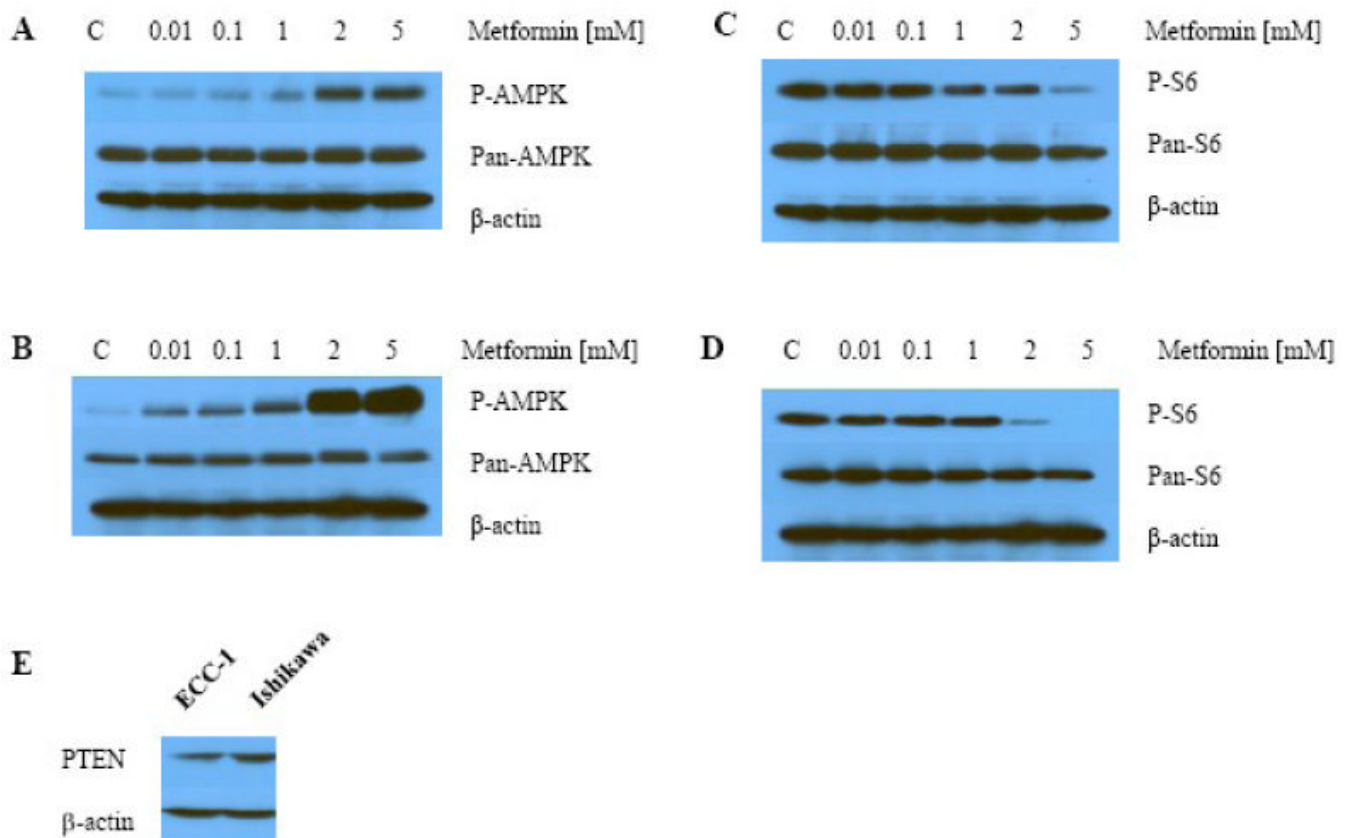 A C 0.01 0.1 1 2 5 Metformin [mM]
P-AMPK
Pan-AMPK
β-actin
C C 0.01 0.1 1 2 5 Metformin [mM]
P-S6
Pan-S6
β-actin
B C 0.01 0.1 1 2 5 Metformin [mM]
P-AMPK
Pan-AMPK
β-actin
D C 0.01 0.1 1 2 5 Metformin [mM]
P-S6
Pan-S6
β-actin
E ECC-1 Ishikawa
PTEN
β-actin